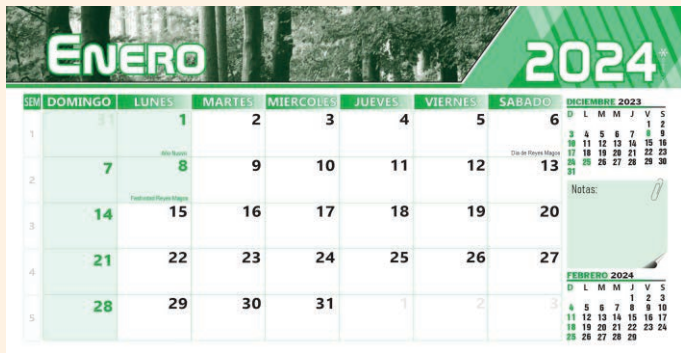 ENERO
2024*
SEM DOMINGO LUNES MARTES MIERCOLES JUEVES VIERNES SABADO
1 31 1 2 3 4 5 6
Año Nuevo
Dia de Reyes Magos
2 7 8 9 10 11 12 13
Festividad Reyes Magos
3 14 15 16 17 18 19 20
4 21 22 23 24 25 26 27
5 28 29 30 31 1 2 3
DICIEMBRE 2023
D L M M J V S
1 2
3 4 5 6 7 8 9
10 11 12 13 14 15 16
17 18 19 20 21 22 23
24 25 26 27 28 29 30
31
Notas:
FEBRERO 2024
D L M M J V S
1 2 3
4 5 6 7 8 9 10
11 12 13 14 15 16 17
18 19 20 21 22 23 24
25 26 27 28 29